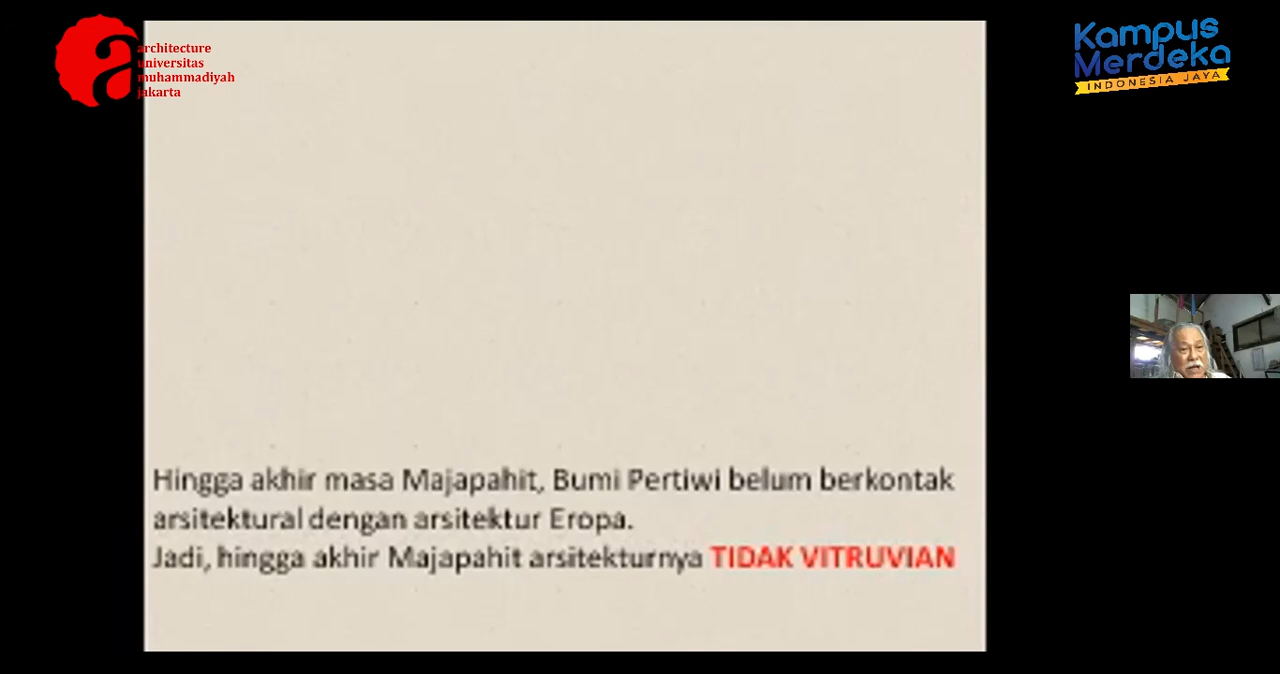 architecture
universitas
muhammadiyah
jakarta
Kampus
Merdeka
INDONESIA JAYA
Hingga akhir masa Majapahit, Bumi Pertiwi belum berkontak
arsitektural dengan arsitektur Eropa.
Jadi, hingga akhir Majapahit arsitekturnya TIDAK VITRUVIAN